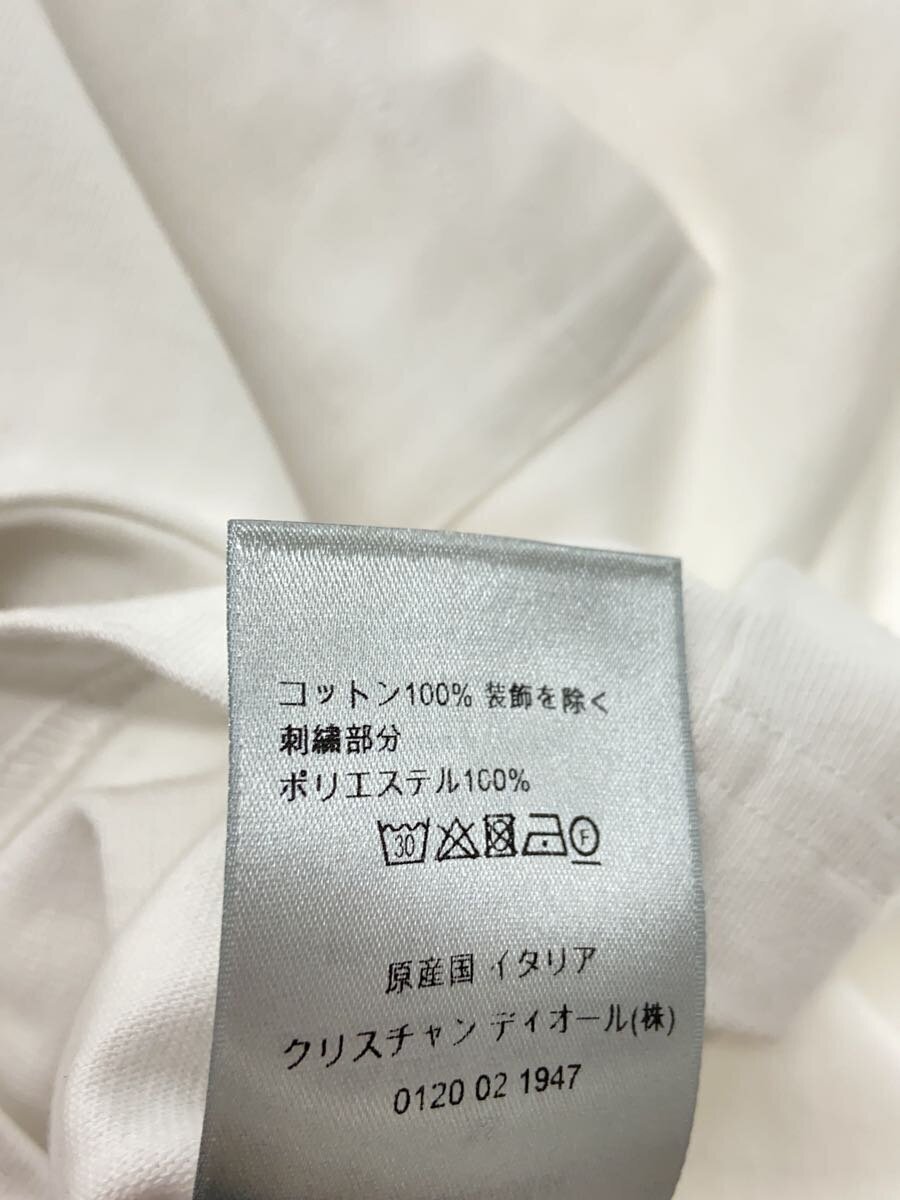 コットン100% 装飾を除く
刺繍部分
ポリエステル100%
30 F
原産国 イタリア
クリスチャン ディオール(株)
0120 02 1947